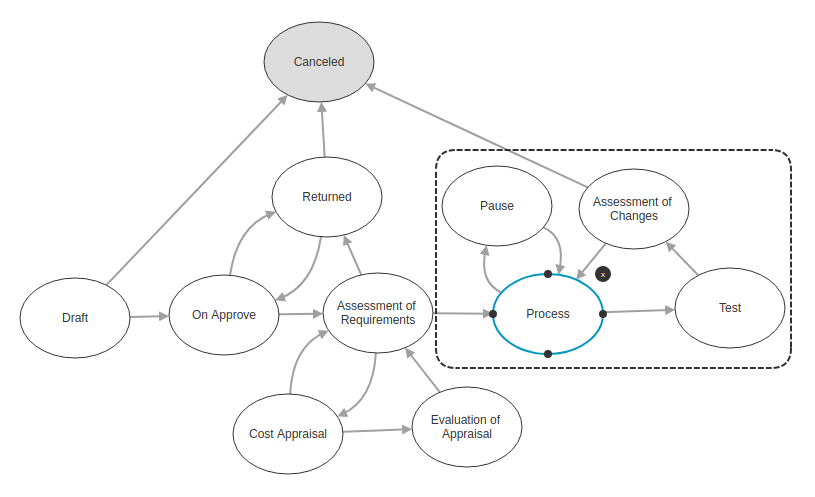 Canceled
Returned
Pause
Assessment of
Changes
x
Draft
On Approve
Assessment of
Requirements
Process
Test
Cost Appraisal
Evaluation of
Appraisal